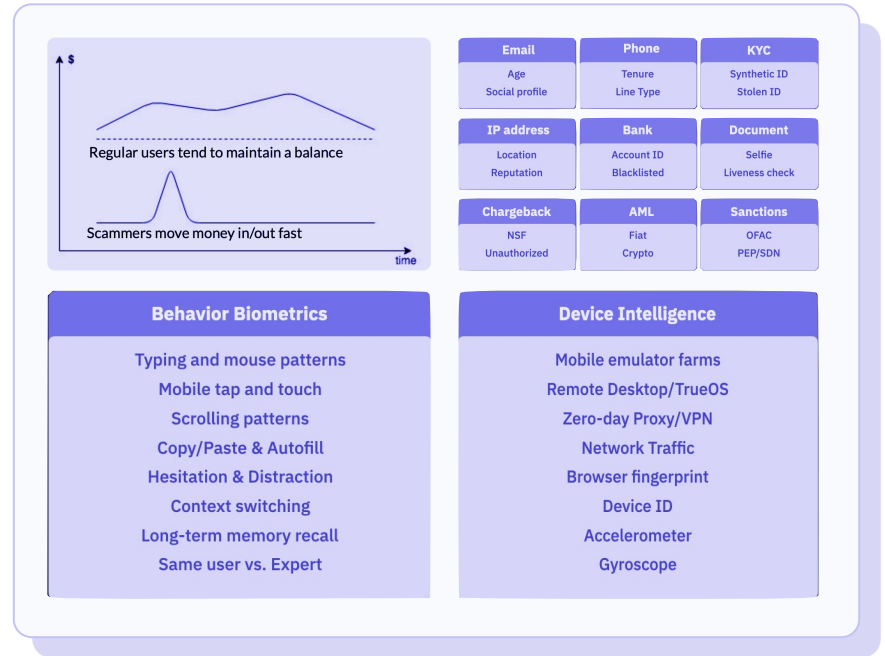 $
Regular users tend to maintain a balance
Scammers move money in/out fast
time
Email
Age
Social profile
Phone
Tenure
Line Type
KYC
Synthetic ID
Stolen ID
IP address
Location
Reputation
Bank
Account ID
Blacklisted
Document
Selfie
Liveness check
Chargeback
NSF
Unauthorized
AML
Fiat
Crypto
Sanctions
OFAC
PEP/SDN
Behavior Biometrics
Typing and mouse patterns
Mobile tap and touch
Scrolling patterns
Copy/Paste & Autofill
Hesitation & Distraction
Context switching
Long-term memory recall
Same user vs. Expert
Device Intelligence
Mobile emulator farms
Remote Desktop/TrueOS
Zero-day Proxy/VPN
Network Traffic
Browser fingerprint
Device ID
Accelerometer
Gyroscope